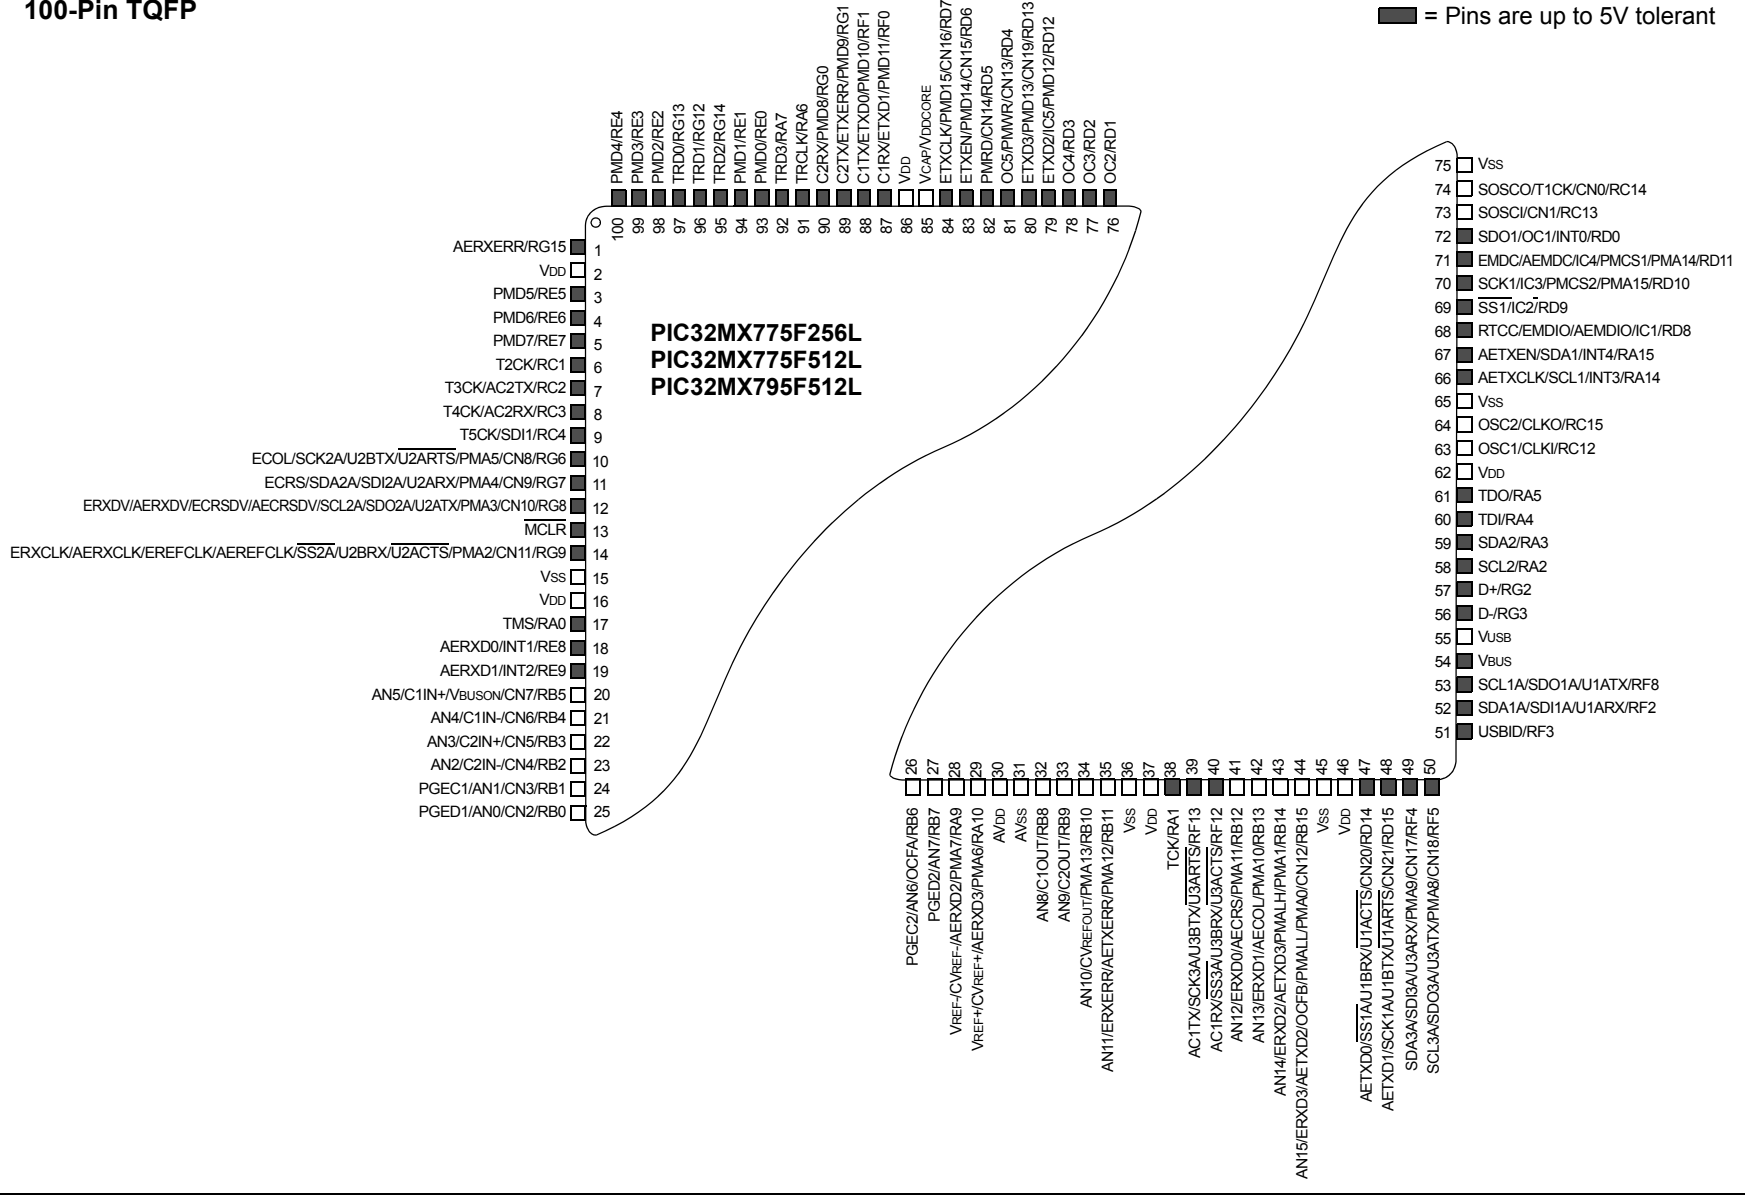 100-Pin TQFP
= Pins are up to 5V tolerant
PMD4/RE4
PMD3/RE3
PMD2/RE2
TRD0/RG13
TRD1/RG12
TRD2/RG14
PMD1/RE1
PMD0/RE0
TRD3/RA7
TRCLK/RA6
C2RX/PMD8/RG0
C2TX/ETXERR/PMD9/RG1
C1TX/ETXD0/PMD10/RF1
C1RX/ETXD1/PMD11/RF0
VDD
VCAP/VDDCORE
ETXCLK/PMD15/CN16/RD7
ETXEN/PMD14/CN15/RD6
PMRD/CN14/RD5
OC5/PMWR/CN13/RD4
ETXD3/PMD13/CN19/RD13
ETXD2/IC5/PMD12/RD12
OC4/RD3
OC3/RD2
OC2/RD1
100 99 98 97 96 95 94 93 92 91 90 89 88 87 86 85 84 83 82 81 80 79 78 77 76
AERXERR/RG15 1
VDD 2
PMD5/RE5 3
PMD6/RE6 4
PMD7/RE7 5
T2CK/RC1 6
T3CK/AC2TX/RC2 7
T4CK/AC2RX/RC3 8
T5CK/SDI1/RC4 9
ECOL/SCK2A/U2BTX/U2ARTS/PMA5/CN8/RG6 10
ECRS/SDA2A/SDI2A/U2ARX/PMA4/CN9/RG7 11
ERXDV/AERXDV/ECRSDV/AECRSDV/SCL2A/SDO2A/U2ATX/PMA3/CN10/RG8 12
MCLR 13
ERXCLK/AERXCLK/EREFCLK/AEREFCLK/SS2A/U2BRX/U2ACTS/PMA2/CN11/RG9 14
VSS 15
VDD 16
TMS/RA0 17
AERXD0/INT1/RE8 18
AERXD1/INT2/RE9 19
AN5/C1IN+/VBUSON/CN7/RB5 20
AN4/C1IN-/CN6/RB4 21
AN3/C2IN+/CN5/RB3 22
AN2/C2IN-/CN4/RB2 23
PGEC1/AN1/CN3/RB1 24
PGED1/AN0/CN2/RB0 25
PIC32MX775F256L
PIC32MX775F512L
PIC32MX795F512L
75 VSS
74 SOSCO/T1CK/CN0/RC14
73 SOSCI/CN1/RC13
72 SDO1/OC1/INT0/RD0
71 EMDC/AEMDC/IC4/PMCS1/PMA14/RD11
70 SCK1/IC3/PMCS2/PMA15/RD10
69 SS1/IC2/RD9
68 RTCC/EMDIO/AEMDIO/IC1/RD8
67 AETXEN/SDA1/INT4/RA15
66 AETXCLK/SCL1/INT3/RA14
65 VSS
64 OSC2/CLKO/RC15
63 OSC1/CLKI/RC12
62 VDD
61 TDO/RA5
60 TDI/RA4
59 SDA2/RA3
58 SCL2/RA2
57 D+/RG2
56 D-/RG3
55 VUSB
54 VBUS
53 SCL1A/SDO1A/U1ATX/RF8
52 SDA1A/SDI1A/U1ARX/RF2
51 USBID/RF3
26 27 28 29 30 31 32 33 34 35 36 37 38 39 40 41 42 43 44 45 46 47 48 49 50
PGEC2/AN6/OCFA/RB6
PGED2/AN7/RB7
VREF-/CVREF-/AERXD2/PMA7/RA9
VREF+/CVREF+/AERXD3/PMA6/RA10
AVDD
AVSS
AN8/C1OUT/RB8
AN9/C2OUT/RB9
AN10/CVREFOUT/PMA13/RB10
AN11/ERXERR/AETXERR/PMA12/RB11
VSS
VDD
TCK/RA1
AC1TX/SCK3A/U3BTX/U3ARTS/RF13
AC1RX/SS3A/U3BRX/U3ACTS/RF12
AN12/ERXD0/AECRS/PMA11/RB12
AN13/ERXD1/AECOL/PMA10/RB13
AN14/ERXD2/AETXD3/PMALH/PMA1/RB14
AN15/ERXD3/AETXD2/OCFB/PMALL/PMA0/CN12/RB15
VSS
VDD
AETXD0/SS1A/U1BRX/U1ACTS/CN20/RD14
AETXD1/SCK1A/U1BTX/U1ARTS/CN21/RD15
SDA3A/SDI3A/U3ARX/PMA9/CN17/RF4
SCL3A/SDO3A/U3ATX/PMA8/CN18/RF5